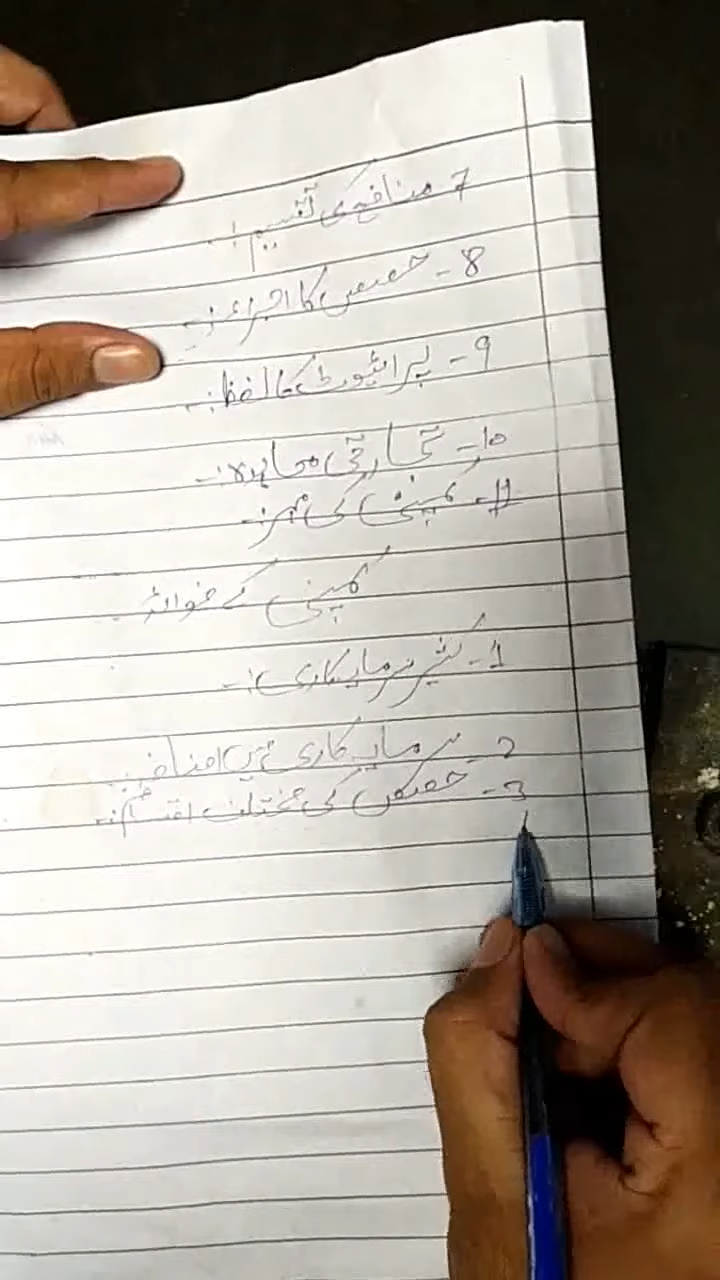 7 منافع کی تقسیم :۔
8 - حصص کا اجراء :۔
9 - پرائیویٹ کا لفظ :۔
10 - تجارتی معاہدہ :۔
11 - کمپنی کی مہر :۔
کمپنی کے فوائد
1 - کثیر سرمایہ کاری :۔
2 - سرمایہ کاری میں اضافہ :۔
3 - حصص کی مختلف اقسام :۔